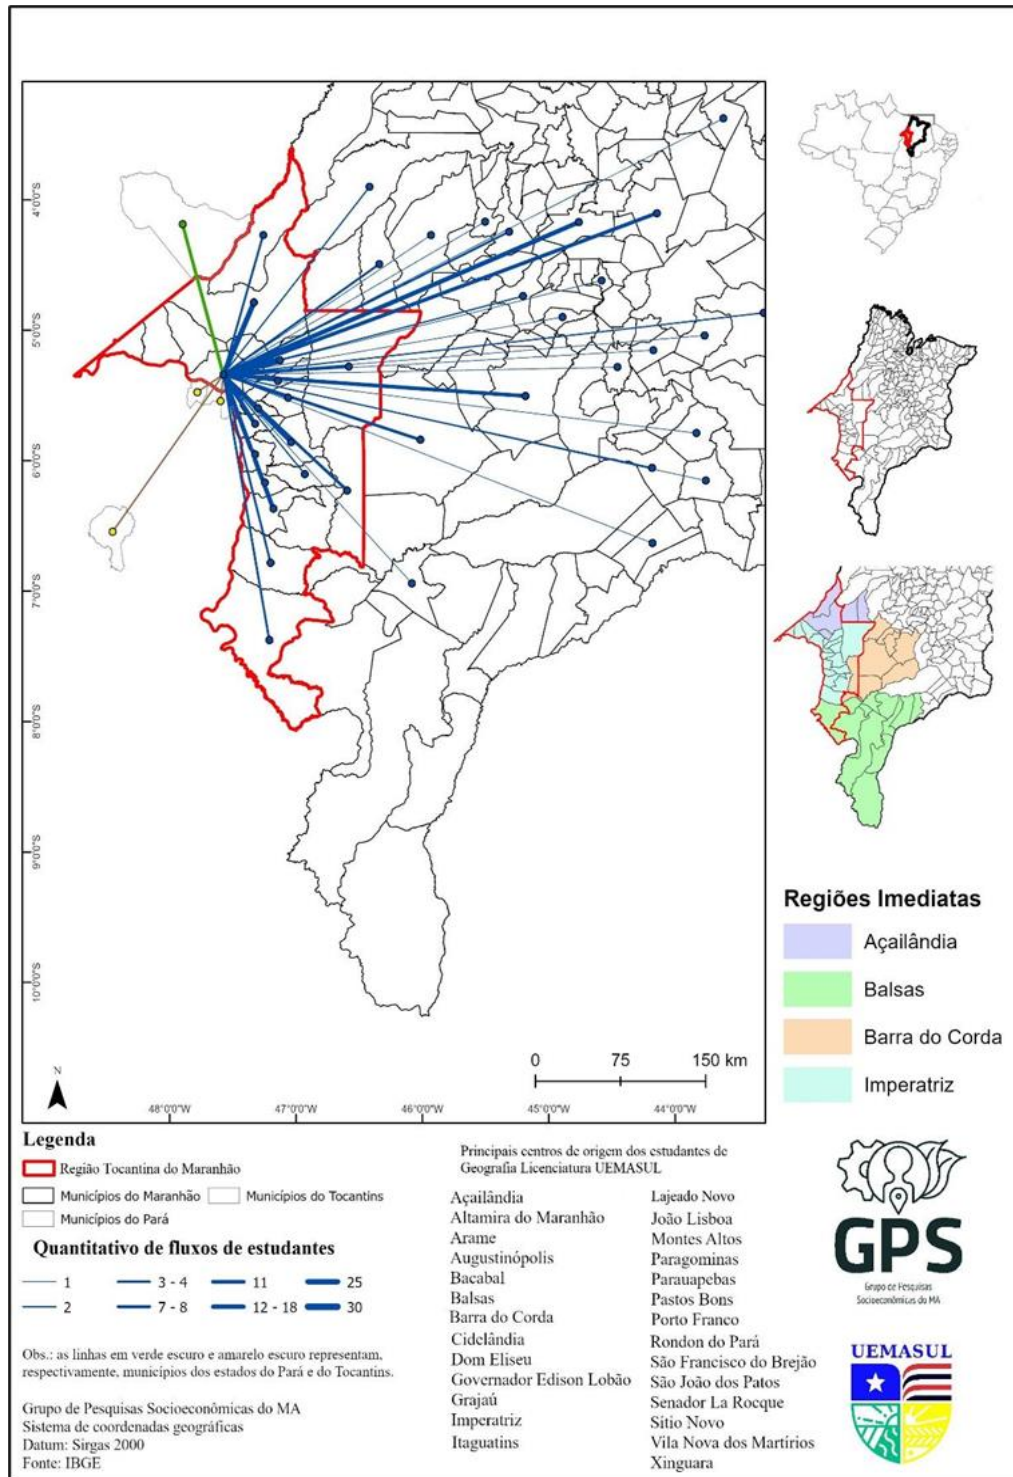 4°0'0"S
5°0'0"S
6°0'0"S
7°0'0"S
8°0'0"S
9°0'0"S
10°0'0"S
N
0 75 150 km
48°0'0"W 47°0'0"W 46°0'0"W 45°0'0"W 44°0'0"W
Regiões Imediatas
Açailândia
Balsas
Barra do Corda
Imperatriz
Legenda
Região Tocantina do Maranhão
Municípios do Maranhão Municípios do Tocantins
Municípios do Pará
Quantitativo de fluxos de estudantes
1 3 - 4 11 25
2 7 - 8 12 - 18 30
Obs.: as linhas em verde escuro e amarelo escuro representam,
respectivamente, municípios dos estados do Pará e do Tocantins.
Grupo de Pesquisas Socioeconômicas do MA
Sistema de coordenadas geográficas
Datum: Sirgas 2000
Fonte: IBGE
Principais centros de origem dos estudantes de
Geografia Licenciatura UEMASUL
Açailândia
Altamira do Maranhão
Arame
Augustinópolis
Bacabal
Balsas
Barra do Corda
Cidelândia
Dom Eliseu
Governador Edison Lobão
Grajaú
Imperatriz
Itaguatins
Lajeado Novo
João Lisboa
Montes Altos
Paragominas
Parauapebas
Pastos Bons
Porto Franco
Rondon do Pará
São Francisco do Brejão
São João dos Patos
Senador La Rocque
Sítio Novo
Vila Nova dos Martírios
Xinguara
GPS
Grupo de Pesquisas
Socioeconômicas do MA
UEMASUL